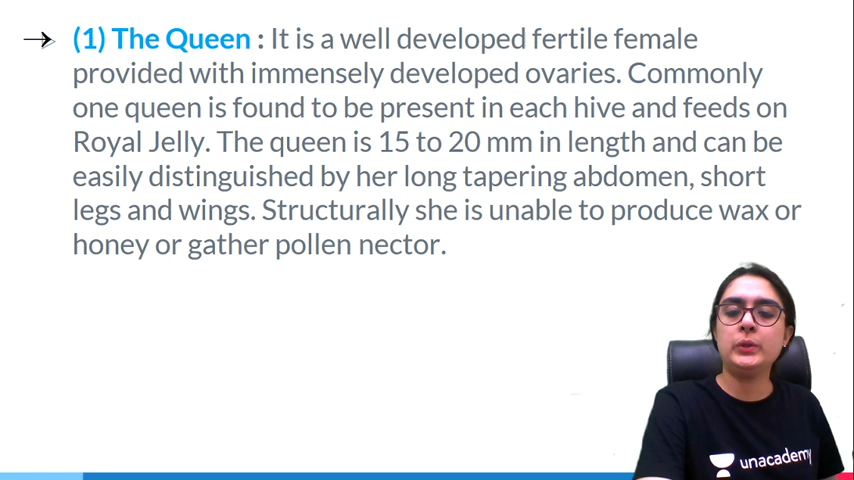 (1) The Queen : It is a well developed fertile female
provided with immensely developed ovaries. Commonly
one queen is found to be present in each hive and feeds on
Royal Jelly. The queen is 15 to 20 mm in length and can be
easily distinguished by her long tapering abdomen, short
legs and wings. Structurally she is unable to produce wax or
honey or gather pollen nector.
unacademy